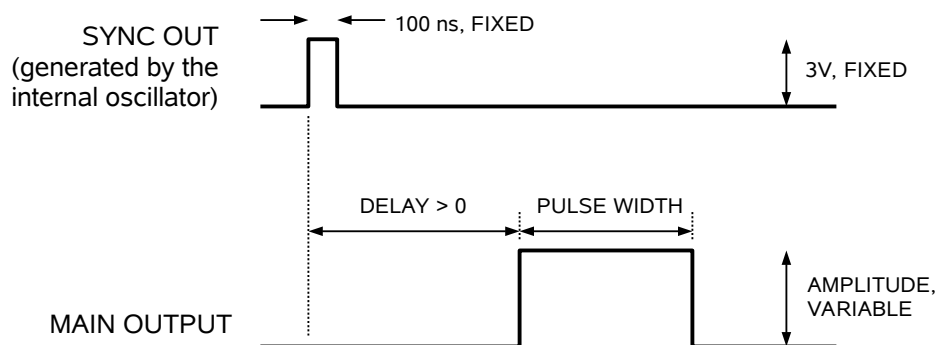 100 ns, FIXED
SYNC OUT
(generated by the
internal oscillator)
3V, FIXED
DELAY > 0
PULSE WIDTH
AMPLITUDE,
VARIABLE
MAIN OUTPUT